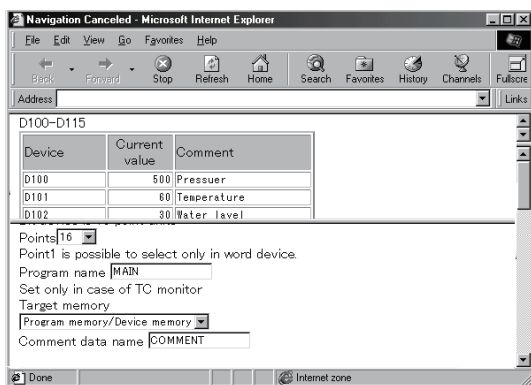 Navigation Canceled - Microsoft Internet Explorer
File Edit View Go Favorites Help
Back Forward Stop Refresh Home Search Favorites History Channels Fullscre
Address Links
D100-D115
Device Current value Comment
D100 500 Pressuer
D101 60 Temperature
D102 30 Water lavel
Points 16
Point1 is possible to select only in word device.
Program name MAIN
Set only in case of TC monitor
Target memory
Program memory/Device memory
Comment data name COMMENT
Done Internet zone